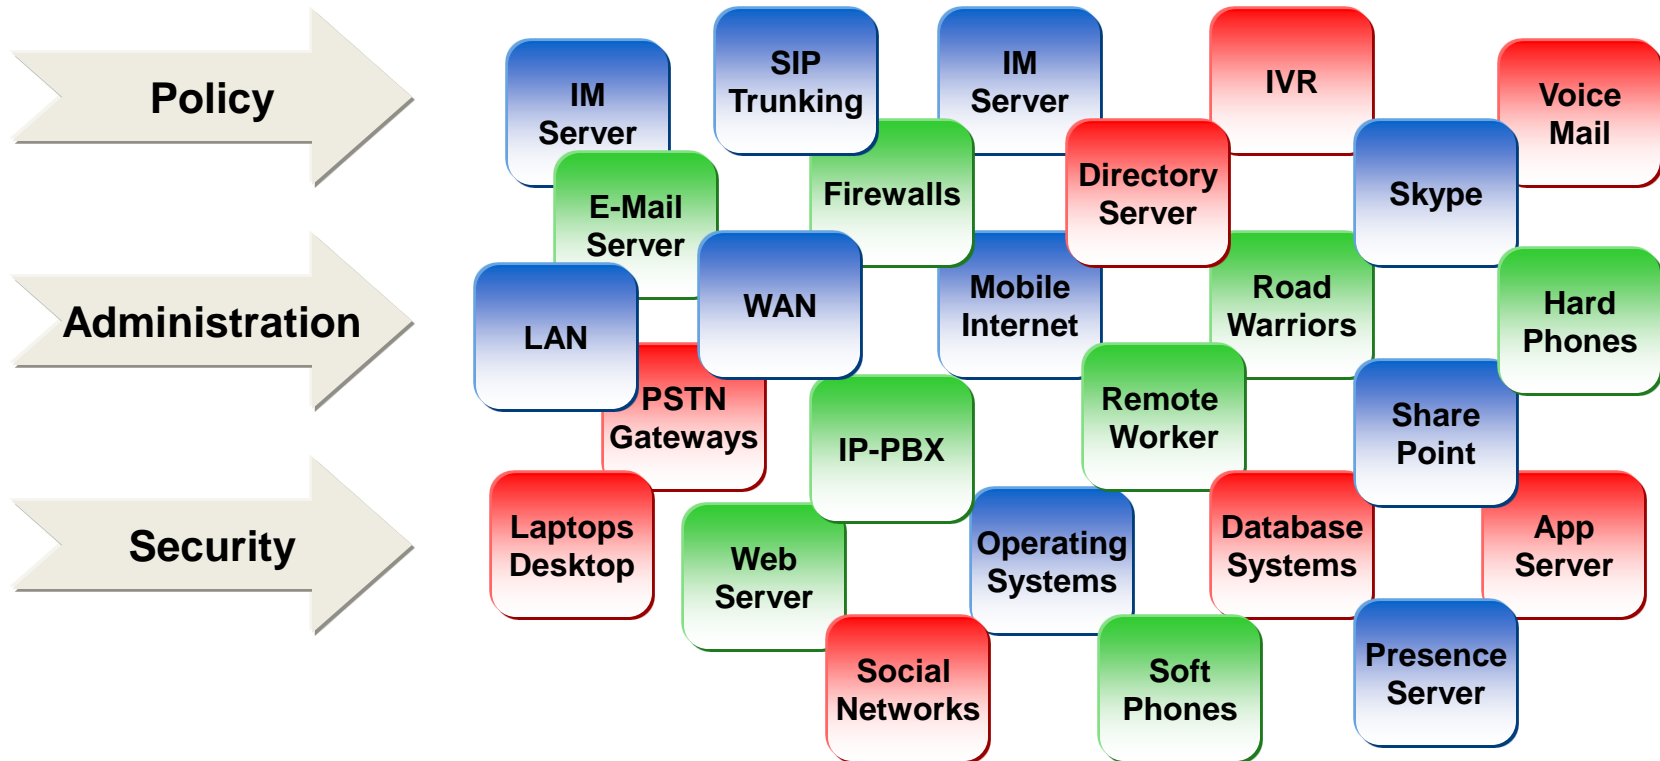 Policy
Administration
Security
IM
Server
SIP
Trunking
IM
Server
IVR
Voice
Mail
E-Mail
Server
Firewalls
Directory
Server
Skype
LAN
WAN
Mobile
Internet
Road
Warriors
Hard
Phones
PSTN
Gateways
IP-PBX
Remote
Worker
Share
Point
Laptops
Desktop
Web
Server
Operating
Systems
Database
Systems
App
Server
Social
Networks
Soft
Phones
Presence
Server